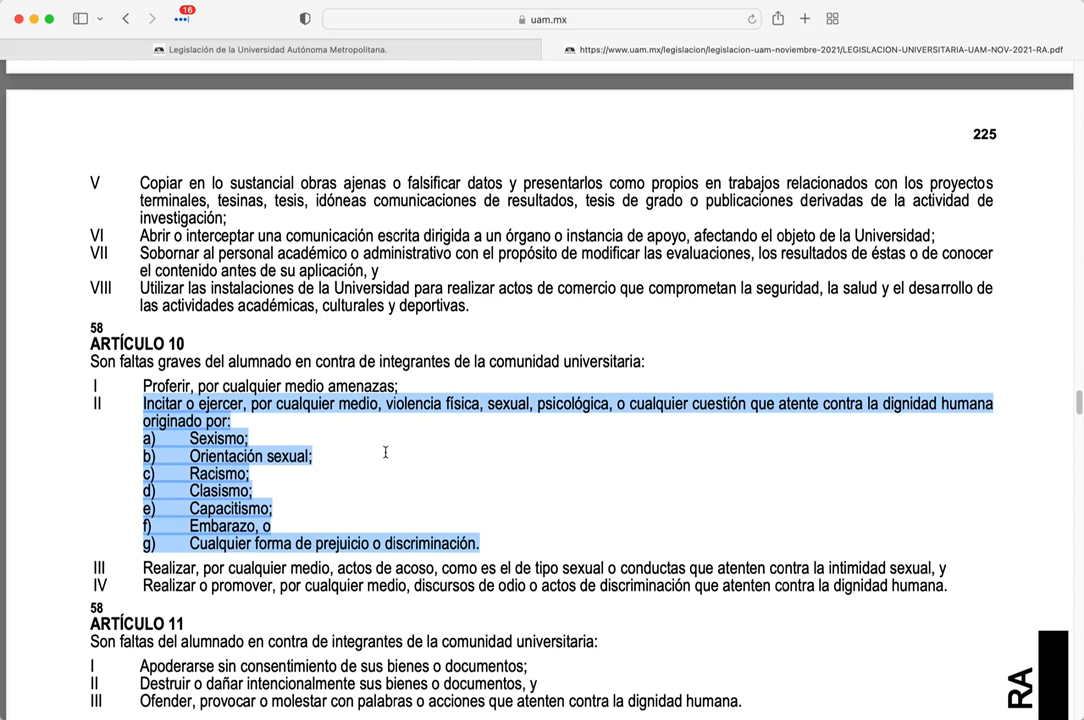 16
uam.mx
Legislación de la Universidad Autónoma Metropolitana.
https://www.uam.mx/legislacion/legislacion-uam-noviembre-2021/LEGISLACION-UNIVERSITARIA-UAM-NOV-2021-RA.pdf
225
V Copiar en lo sustancial obras ajenas o falsificar datos y presentarlos como propios en trabajos relacionados con los proyectos
terminales, tesinas, tesis, idóneas comunicaciones de resultados, tesis de grado o publicaciones derivadas de la actividad de
investigación;
VI Abrir o interceptar una comunicación escrita dirigida a un órgano o instancia de apoyo, afectando el objeto de la Universidad;
VII Sobornar al personal académico o administrativo con el propósito de modificar las evaluaciones, los resultados de éstas o de conocer
el contenido antes de su aplicación, y
VIII Utilizar las instalaciones de la Universidad para realizar actos de comercio que comprometan la seguridad, la salud y el desarrollo de
las actividades académicas, culturales y deportivas.
58
ARTÍCULO 10
Son faltas graves del alumnado en contra de integrantes de la comunidad universitaria:
I Proferir, por cualquier medio amenazas;
II Incitar o ejercer, por cualquier medio, violencia física, sexual, psicológica, o cualquier cuestión que atente contra la dignidad humana
originado por:
a) Sexismo;
b) Orientación sexual;
c) Racismo;
d) Clasismo;
e) Capacitismo;
f) Embarazo, o
g) Cualquier forma de prejuicio o discriminación.
III Realizar, por cualquier medio, actos de acoso, como es el de tipo sexual o conductas que atenten contra la intimidad sexual, y
IV Realizar o promover, por cualquier medio, discursos de odio o actos de discriminación que atenten contra la dignidad humana.
58
ARTÍCULO 11
Son faltas del alumnado en contra de integrantes de la comunidad universitaria:
I Apoderarse sin consentimiento de sus bienes o documentos;
II Destruir o dañar intencionalmente sus bienes o documentos, y
III Ofender, provocar o molestar con palabras o acciones que atenten contra la dignidad humana.
RA